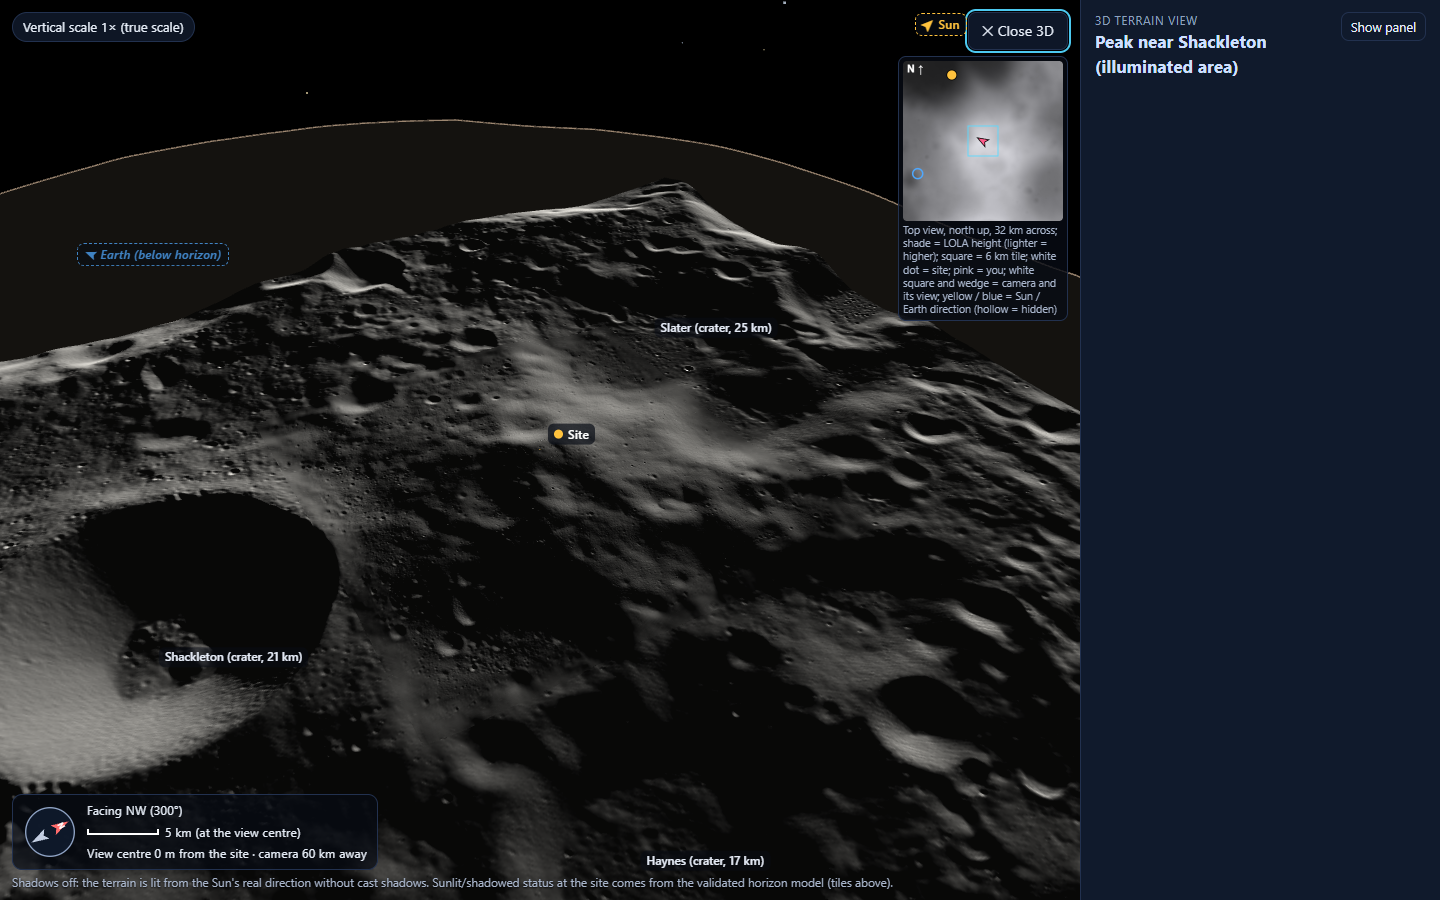 Vertical scale 1× (true scale)
Sun
Close 3D
3D TERRAIN VIEW
Peak near Shackleton
(illuminated area)
Show panel
N ↑
Top view, north up, 32 km across;
shade = LOLA height (lighter =
higher); square = 6 km tile; white
dot = site; pink = you; white
square and wedge = camera and
its view; yellow / blue = Sun /
Earth direction (hollow = hidden)
Earth (below horizon)
Slater (crater, 25 km)
Site
Shackleton (crater, 21 km)
Facing NW (300°)
5 km (at the view centre)
View centre 0 m from the site · camera 60 km away
Haynes (crater, 17 km)
Shadows off: the terrain is lit from the Sun's real direction without cast shadows. Sunlit/shadowed status at the site comes from the validated horizon model (tiles above).